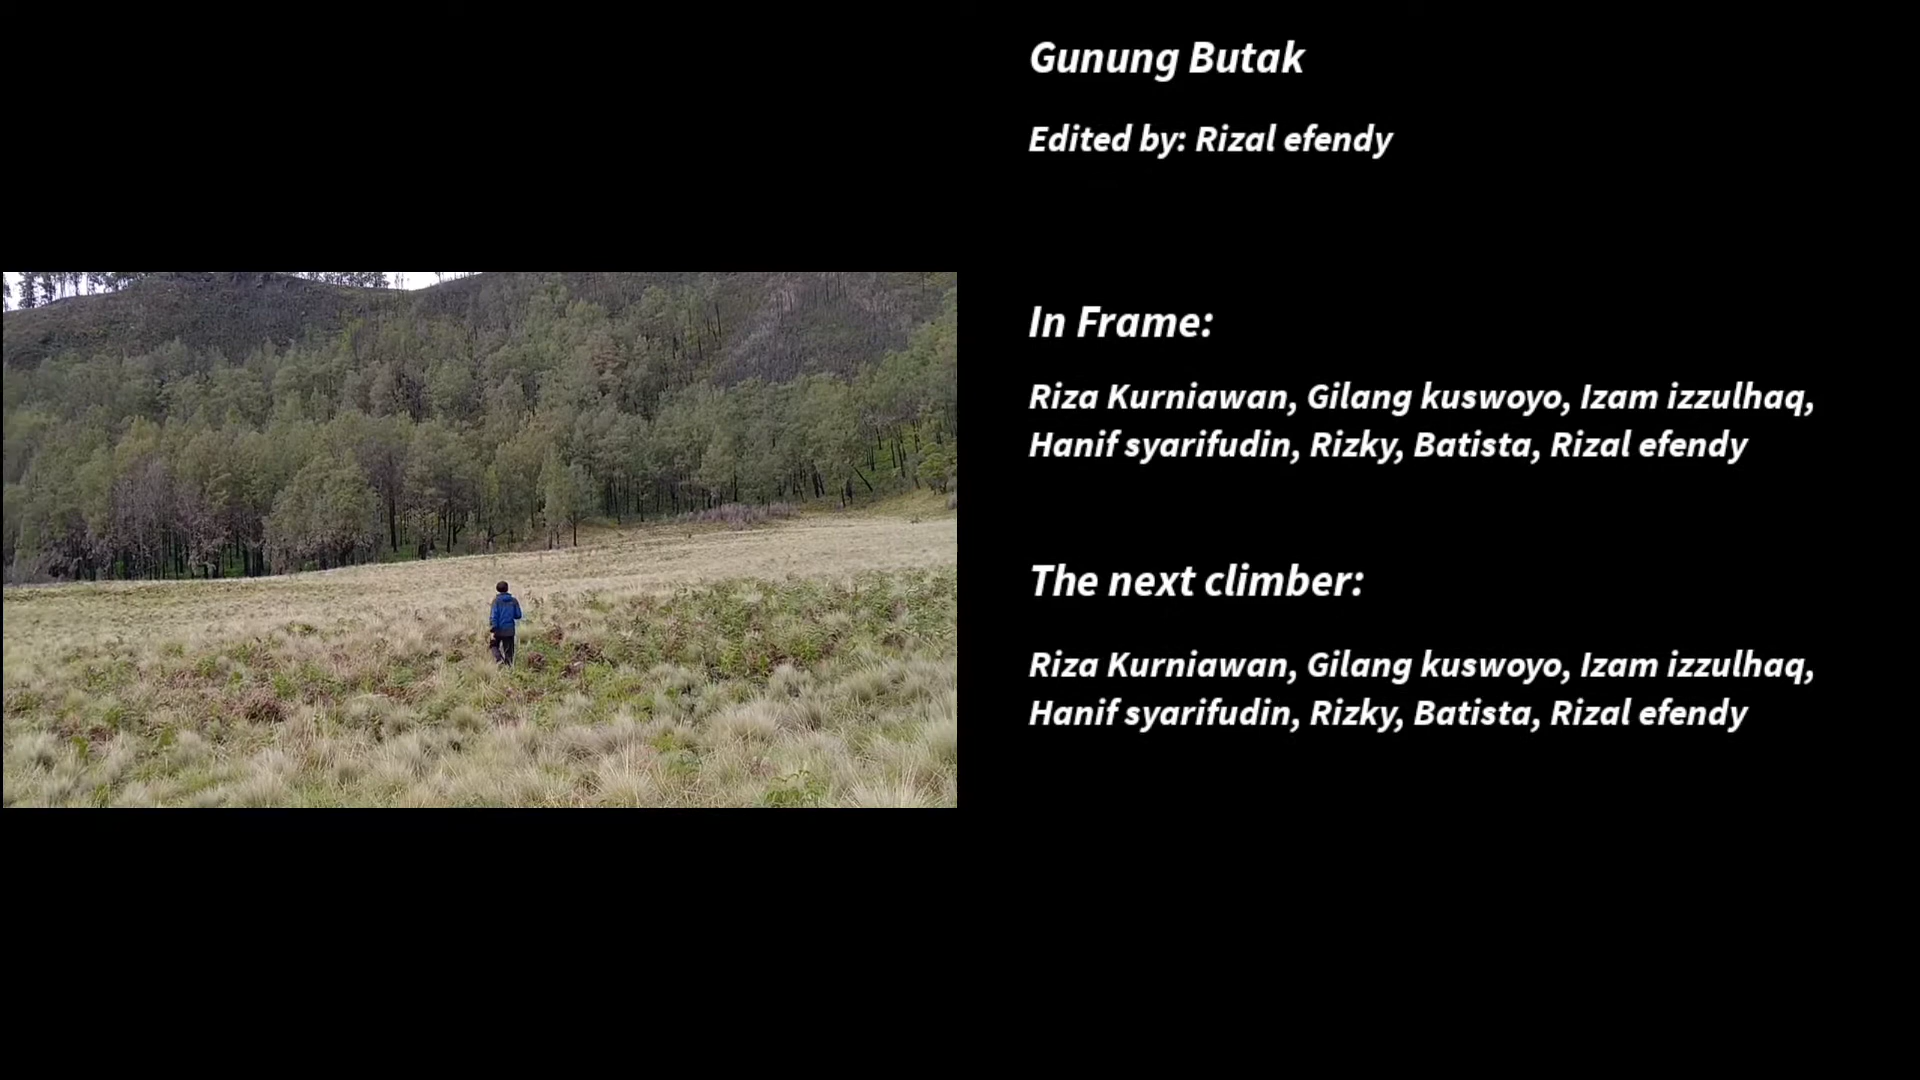 Gunung Butak
Edited by: Rizal efendy
In Frame:
Riza Kurniawan, Gilang kuswoyo, Izam izzulhaq,
Hanif syarifudin, Rizky, Batista, Rizal efendy
The next climber:
Riza Kurniawan, Gilang kuswoyo, Izam izzulhaq,
Hanif syarifudin, Rizky, Batista, Rizal efendy